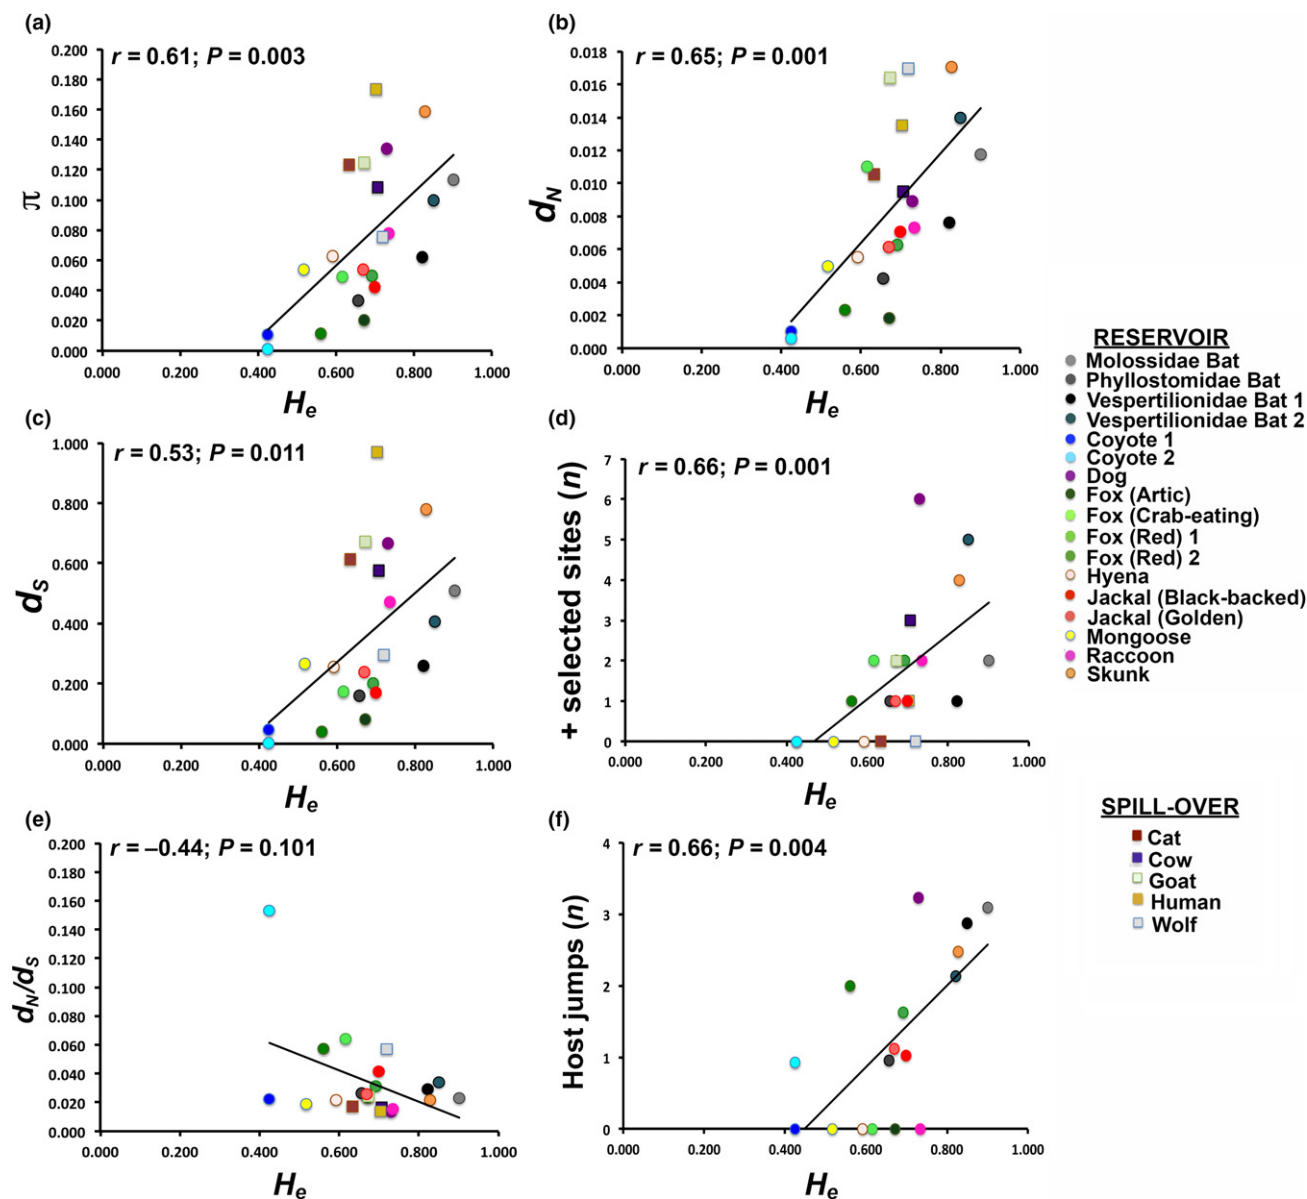 (a)
r = 0.61; P = 0.003
0.200
0.180
0.160
0.140
0.120
0.100
0.080
0.060
0.040
0.020
0.000
π
0.000 0.200 0.400 0.600 0.800 1.000
He
(b)
r = 0.65; P = 0.001
0.018
0.016
0.014
0.012
0.010
0.008
0.006
0.004
0.002
0.000
dN
0.000 0.200 0.400 0.600 0.800 1.000
He
(c)
r = 0.53; P = 0.011
1.000
0.800
0.600
0.400
0.200
0.000
dS
0.000 0.200 0.400 0.600 0.800 1.000
He
(d)
r = 0.66; P = 0.001
7
6
5
4
3
2
1
0
+ selected sites (n)
0.000 0.200 0.400 0.600 0.800 1.000
He
(e)
r = –0.44; P = 0.101
0.200
0.180
0.160
0.140
0.120
0.100
0.080
0.060
0.040
0.020
0.000
dN/dS
0.000 0.200 0.400 0.600 0.800 1.000
He
(f)
r = 0.66; P = 0.004
4
3
2
1
0
Host jumps (n)
0.000 0.200 0.400 0.600 0.800 1.000
He
RESERVOIR
Molossidae Bat
Phyllostomidae Bat
Vespertilionidae Bat 1
Vespertilionidae Bat 2
Coyote 1
Coyote 2
Dog
Fox (Artic)
Fox (Crab-eating)
Fox (Red) 1
Fox (Red) 2
Hyena
Jackal (Black-backed)
Jackal (Golden)
Mongoose
Raccoon
Skunk
SPILL-OVER
Cat
Cow
Goat
Human
Wolf